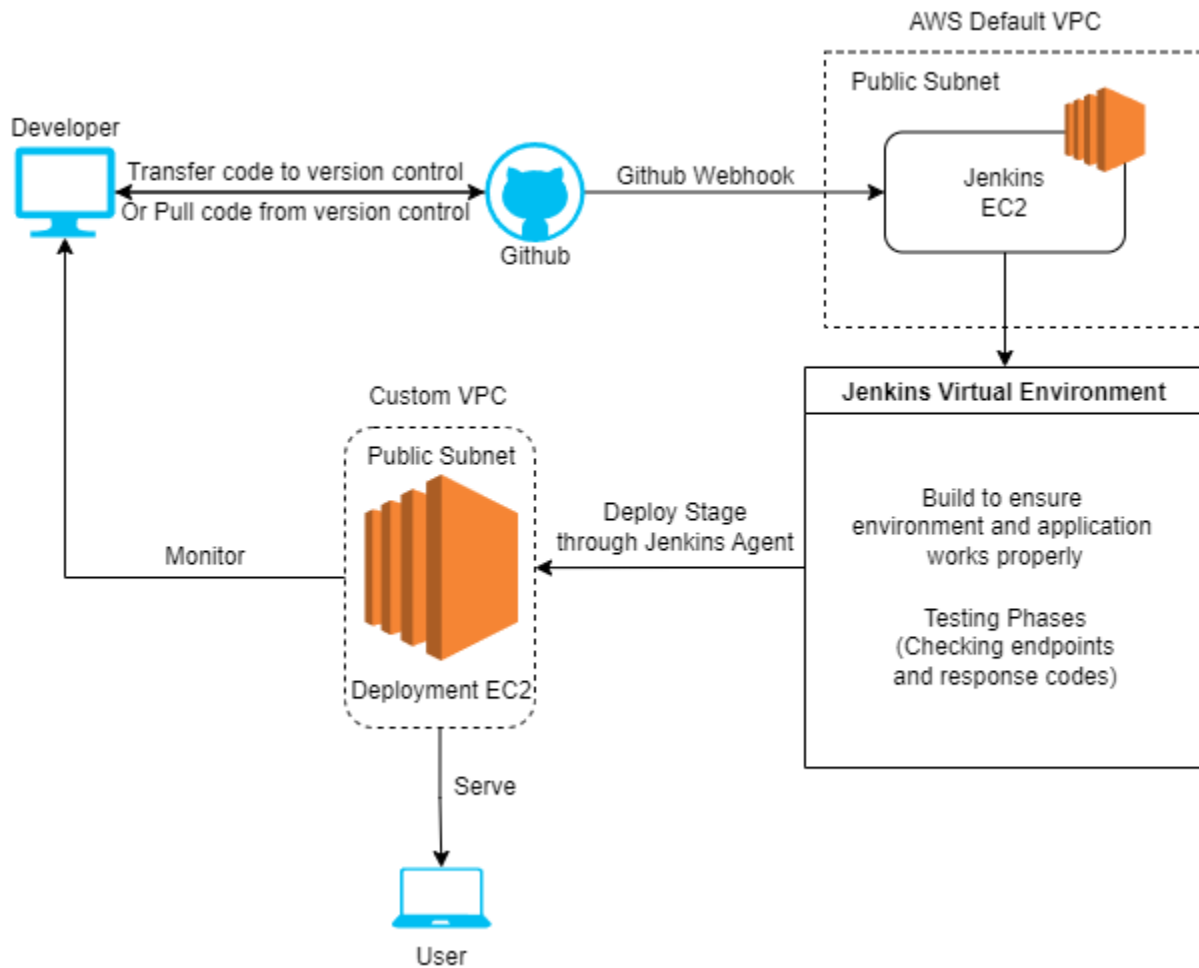 AWS Default VPC
Public Subnet
Developer
Transfer code to version control
Or Pull code from version control
Github
Github Webhook
Jenkins
EC2
Jenkins Virtual Environment
Build to ensure
environment and application
works properly
Testing Phases
(Checking endpoints
and response codes)
Deploy Stage
through Jenkins Agent
Custom VPC
Public Subnet
Deployment EC2
Monitor
Serve
User